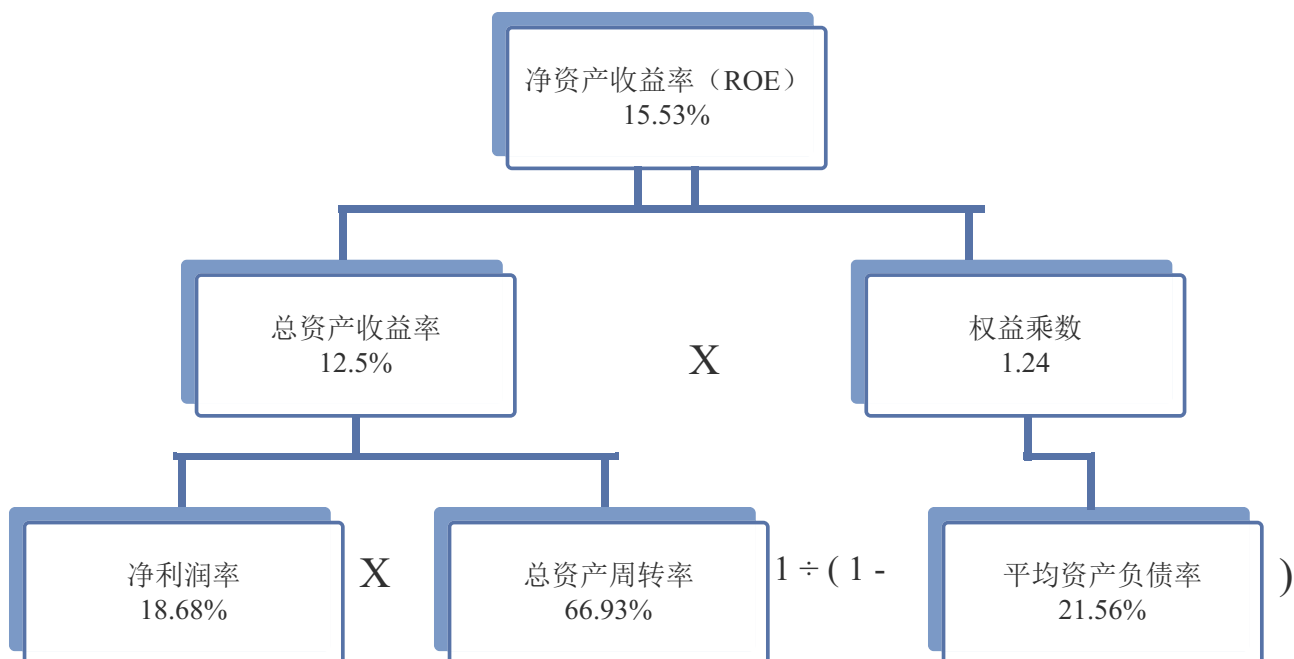 净资产收益率（ROE）
15.53%
总资产收益率
12.5%
X
权益乘数
1.24
净利润率
18.68%
X
总资产周转率
66.93%
1 ÷ ( 1 -
平均资产负债率
21.56%
)